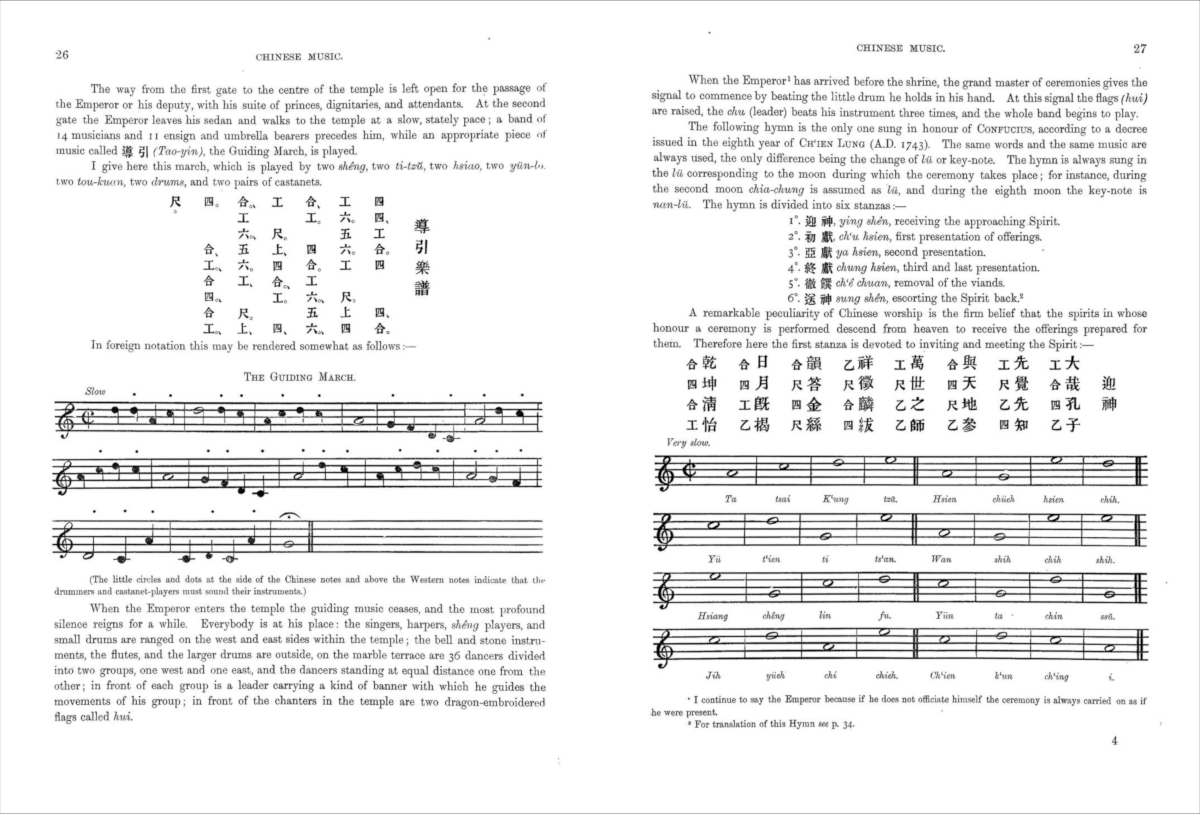 26
CHINESE MUSIC.
The way from the first gate to the centre of the temple is left open for the passage of
the Emperor or his deputy, with his suite of princes, dignitaries, and attendants. At the second
gate the Emperor leaves his sedan and walks to the temple at a slow, stately pace; a band of
14 musicians and 11 ensign and umbrella bearers precedes him, while an appropriate piece of
music called 導引 (Tao-yin), the Guiding March, is played.
I give here this march, which is played by two shêng, two ti-tzŭ, two hsiao, two yün-lo,
two tou-kuan, two drums, and two pairs of castanets.
導引樂譜
四四、工合。四四、合。
工六。五六。工尺。上四
合、工。四合。工六。、五六。、
工尺。上、四合。、工。四、
合。、工六。、五六。工、尺。上、
四。合、工。、合四。、合工。、
尺。
In foreign notation this may be rendered somewhat as follows:—
THE GUIDING MARCH.
Slow
(The little circles and dots at the side of the Chinese notes and above the Western notes indicate that the
drummers and castanet-players must sound their instruments.)
When the Emperor enters the temple the guiding music ceases, and the most profound
silence reigns for a while. Everybody is at his place: the singers, harpers, shêng players, and
small drums are ranged on the west and east sides within the temple; the bell and stone instru-
ments, the flutes, and the larger drums are outside, on the marble terrace are 36 dancers divided
into two groups, one west and one east, and the dancers standing at equal distance one from the
other; in front of each group is a leader carrying a kind of banner with which he guides the
movements of his group; in front of the chanters in the temple are two dragon-embroidered
flags called hui.
CHINESE MUSIC.
27
When the Emperor¹ has arrived before the shrine, the grand master of ceremonies gives the
signal to commence by beating the little drum he holds in his hand. At this signal the flags (hui)
are raised, the chu (leader) beats his instrument three times, and the whole band begins to play.
The following hymn is the only one sung in honour of CONFUCIUS, according to a decree
issued in the eighth year of CH'IEN LUNG (A.D. 1743). The same words and the same music are
always used, the only difference being the change of lü or key-note. The hymn is always sung in
the lü corresponding to the moon during which the ceremony takes place; for instance, during
the second moon chia-chung is assumed as lü, and during the eighth moon the key-note is
nan-lü. The hymn is divided into six stanzas:—
1°. 迎神, ying shên, receiving the approaching Spirit.
2°. 初獻, ch'u hsien, first presentation of offerings.
3°. 亞獻 ya hsien, second presentation.
4°. 終獻 chung hsien, third and last presentation.
5°. 徹饌 ch'ê chuan, removal of the viands.
6°. 送神 sung shên, escorting the Spirit back.²
A remarkable peculiarity of Chinese worship is the firm belief that the spirits in whose
honour a ceremony is performed descend from heaven to receive the offerings prepared for
them. Therefore here the first stanza is devoted to inviting and meeting the Spirit:—
迎神
工大 合哉 四孔 乙子
工先 尺覺 乙先 四知
合與 四天 尺地 乙參
工萬 尺世 乙之 乙師
乙祥 尺徵 合麟 四紱
合韻 尺答 四金 尺絲
合日 四月 工旣 乙揭
合乾 四坤 合淸 工怡
Very slow.
Ta tsai K'ung tzŭ. Hsien chüeh hsien chih.
Yü t'ien ti ts'an. Wan shih chih shih.
Hsiang chêng lin fu. Yün ta chin ssŭ.
Jih yüeh chi chieh. Ch'ien k'un ch'ing i.
¹ I continue to say the Emperor because if he does not officiate himself the ceremony is always carried on as if
he were present.
² For translation of this Hymn see p. 34.
4